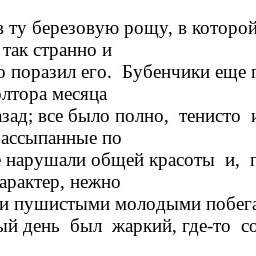 в ту березовую рощу, в которой
так странно и
о поразил его. Бубенчики еще г
лтора месяца
азад; все было полно, тенисто и
ассыпанные по
е нарушали общей красоты и, п
арактер, нежно
и пушистыми молодыми побега
ый день был жаркий, где-то со